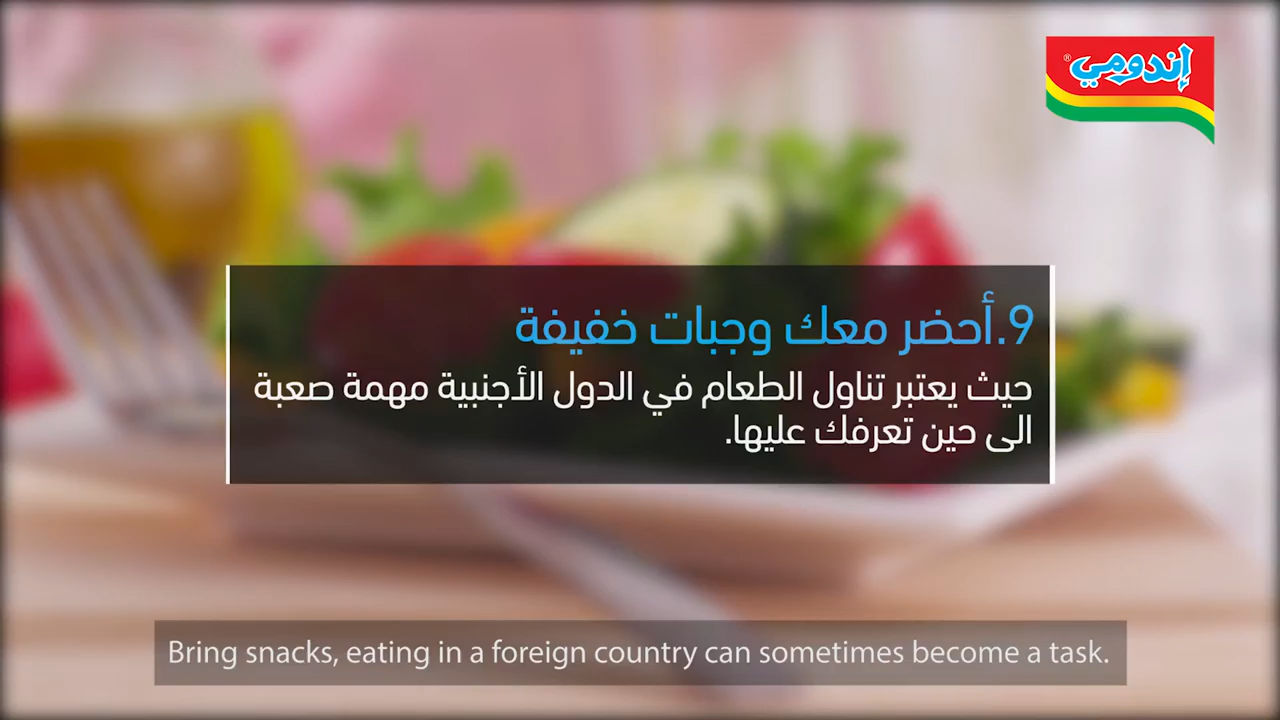 إندومي®
9.أحضر معك وجبات خفيفة
حيث يعتبر تناول الطعام في الدول الأجنبية مهمة صعبة
الى حين تعرفك عليها.
Bring snacks, eating in a foreign country can sometimes become a task.